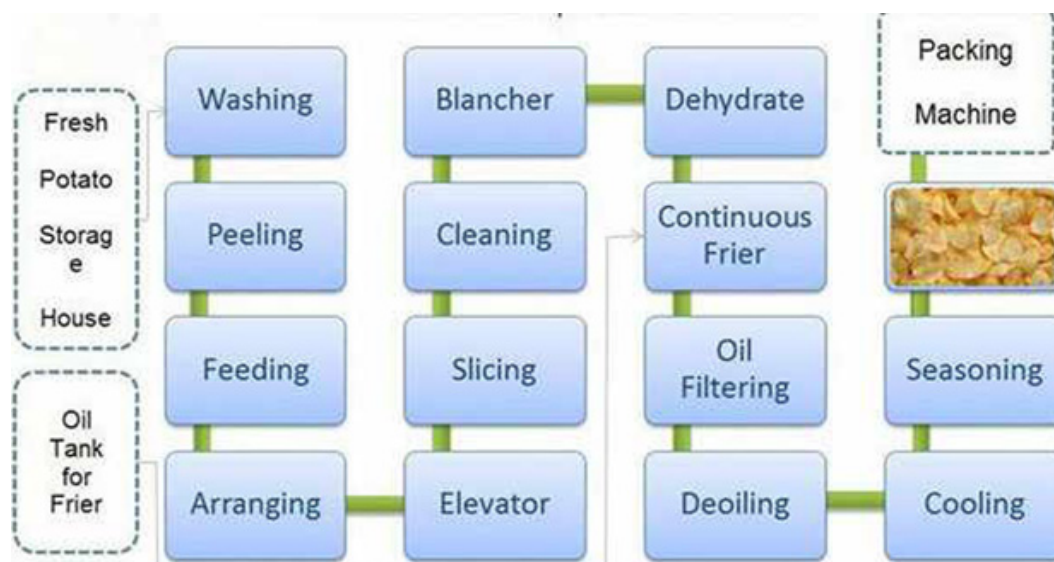 Fresh
Potato
Storag
e
House
Oil
Tank
for
Frier
Washing
Peeling
Feeding
Arranging
Elevator
Slicing
Cleaning
Blancher
Dehydrate
Continuous
Frier
Oil
Filtering
Deoiling
Cooling
Seasoning
Packing
Machine